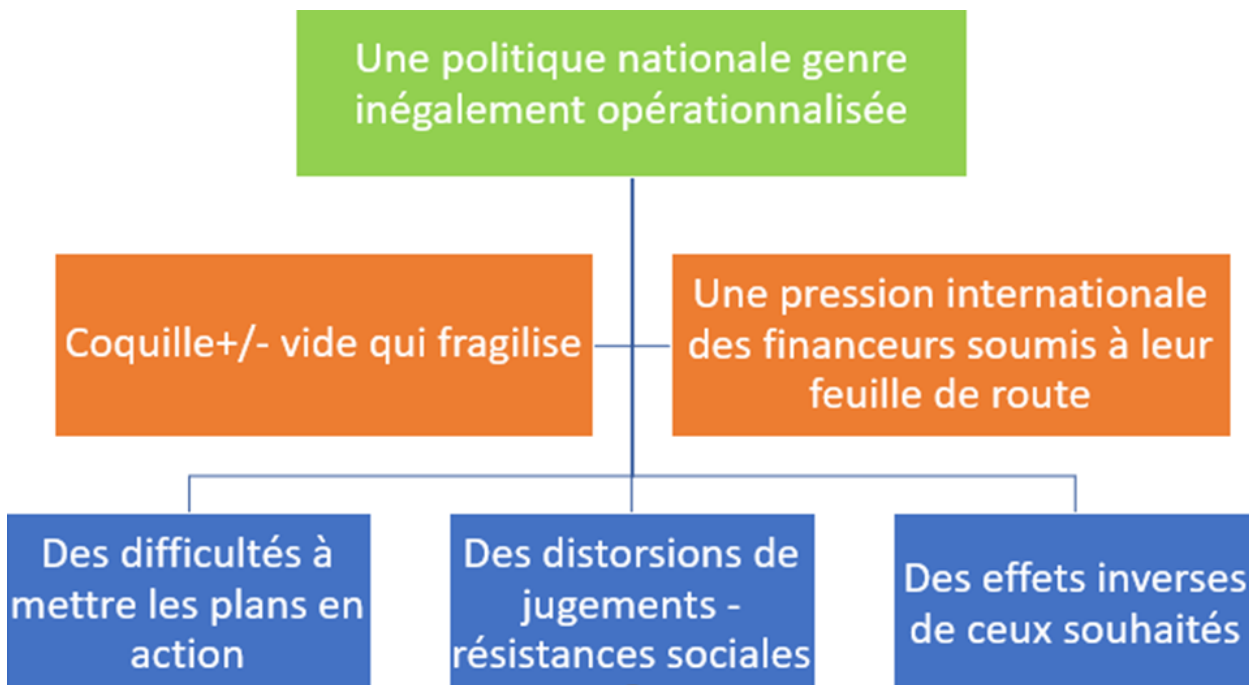 Une politique nationale genre
inégalement opérationnalisée
Coquille+/- vide qui fragilise
Une pression internationale
des financeurs soumis à leur
feuille de route
Des difficultés à
mettre les plans en
action
Des distorsions de
jugements -
résistances sociales
Des effets inverses
de ceux souhaités